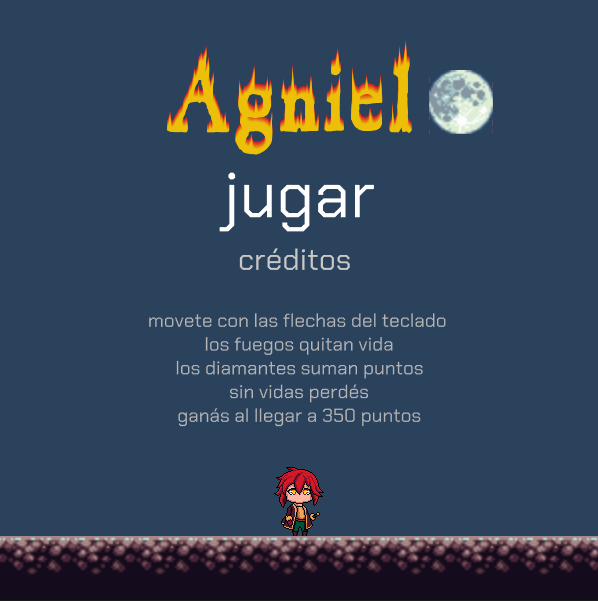 Agniel
jugar
créditos
movete con las flechas del teclado
los fuegos quitan vida
los diamantes suman puntos
sin vidas perdés
ganás al llegar a 350 puntos